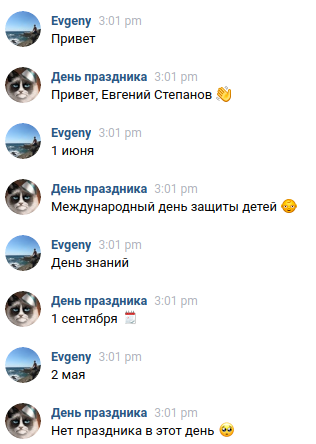 Evgeny 3:01 pm
Привет
День праздника 3:01 pm
Привет, Евгений Степанов 👋
Evgeny 3:01 pm
1 июня
День праздника 3:01 pm
Международный день защиты детей 👴
Evgeny 3:01 pm
День знаний
День праздника 3:01 pm
1 сентября 🗓
Evgeny 3:01 pm
2 мая
День праздника 3:01 pm
Нет праздника в этот день 🥺